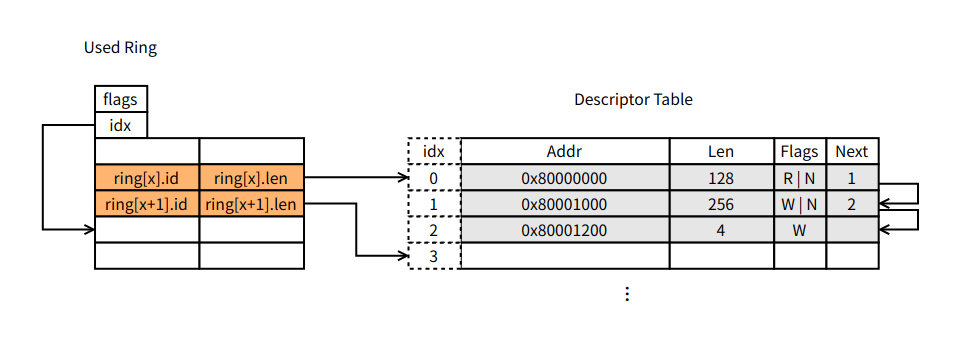 Used Ring
flags
idx
ring[x].id ring[x].len
ring[x+1].id ring[x+1].len
Descriptor Table
idx Addr Len Flags Next
0 0x80000000 128 R | N 1
1 0x80001000 256 W | N 2
2 0x80001200 4 W
3
⋮